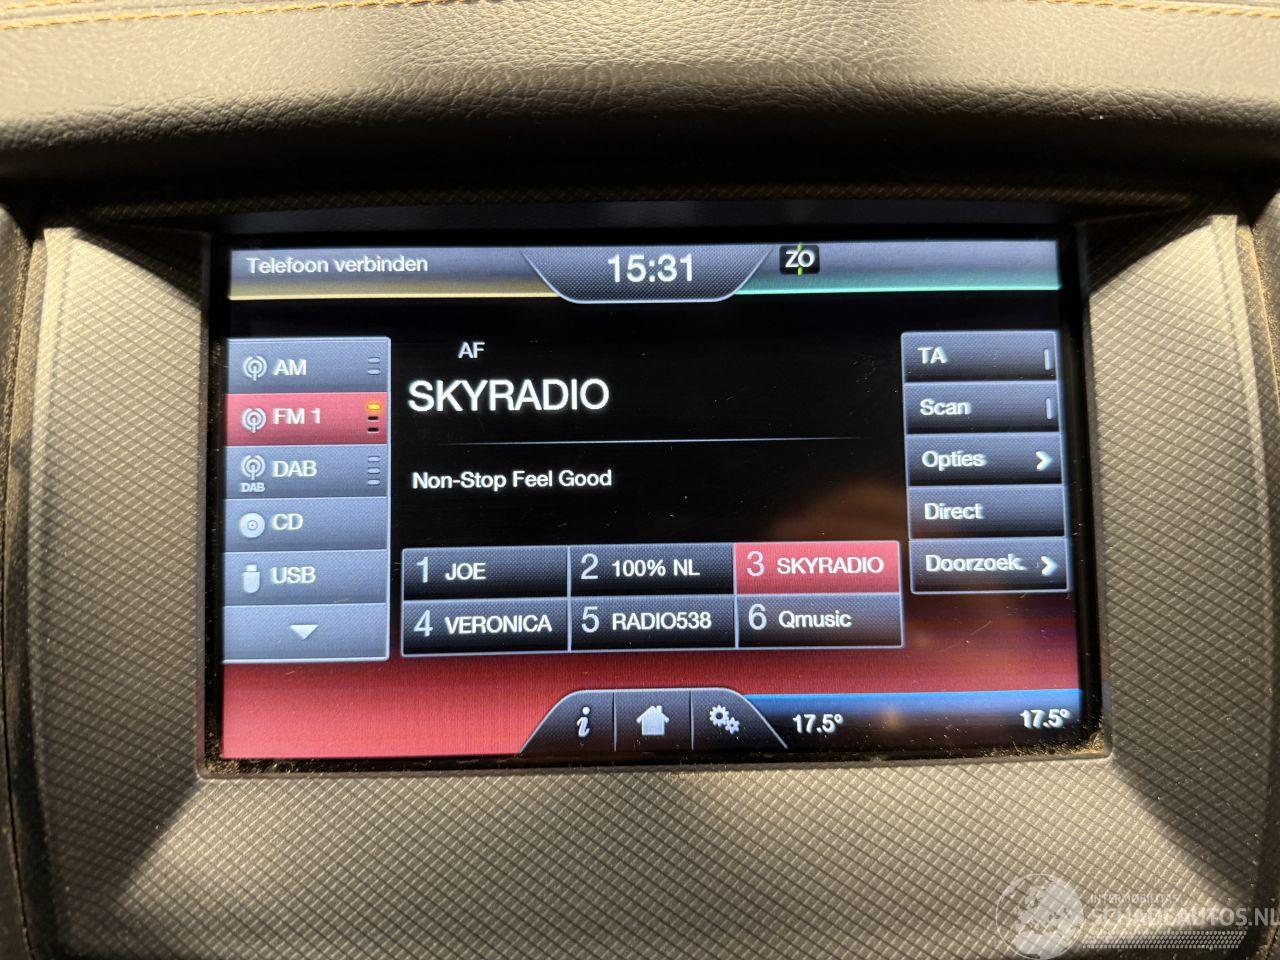 Telefoon verbinden
15:31
ZO
AM
FM 1
DAB
DAB
CD
USB
AF
SKYRADIO
Non-Stop Feel Good
1 JOE
2 100% NL
3 SKYRADIO
4 VERONICA
5 RADIO538
6 Qmusic
TA
Scan
Opties
Direct
Doorzoek.
i
17.5°
17.5°
INTERMOBILITAS
SCHADEAUTOS.NL